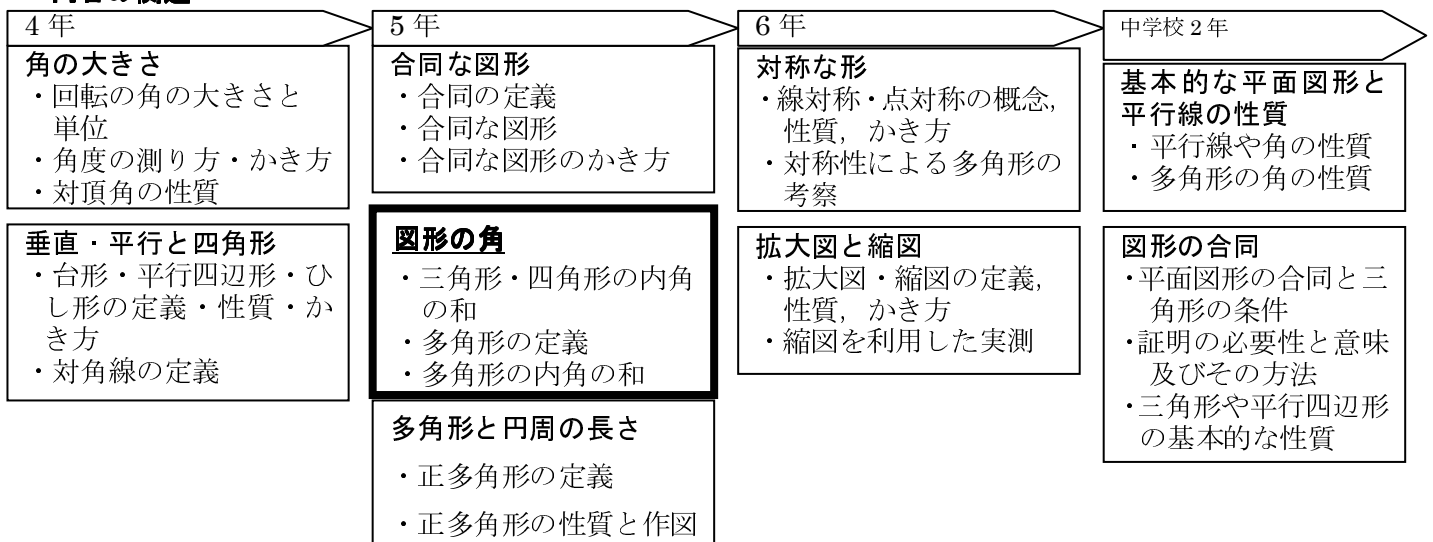 4 年
角の大きさ
・回転の角の大きさと
単位
・角度の測り方・かき方
・対頂角の性質
垂直・平行と四角形
・台形・平行四辺形・ひ
し形の定義・性質・か
き方
・対角線の定義
5 年
合同な図形
・合同の定義
・合同な図形
・合同な図形のかき方
図形の角
・三角形・四角形の内角
の和
・多角形の定義
・多角形の内角の和
多角形と円周の長さ
・正多角形の定義
・正多角形の性質と作図
6 年
対称な形
・線対称・点対称の概念，
性質，かき方
・対称性による多角形の
考察
拡大図と縮図
・拡大図・縮図の定義，
性質，かき方
・縮図を利用した実測
中学校 2 年
基本的な平面図形と
平行線の性質
・平行線や角の性質
・多角形の角の性質
図形の合同
・平面図形の合同と三
角形の条件
・証明の必要性と意味
及びその方法
・三角形や平行四辺形
の基本的な性質